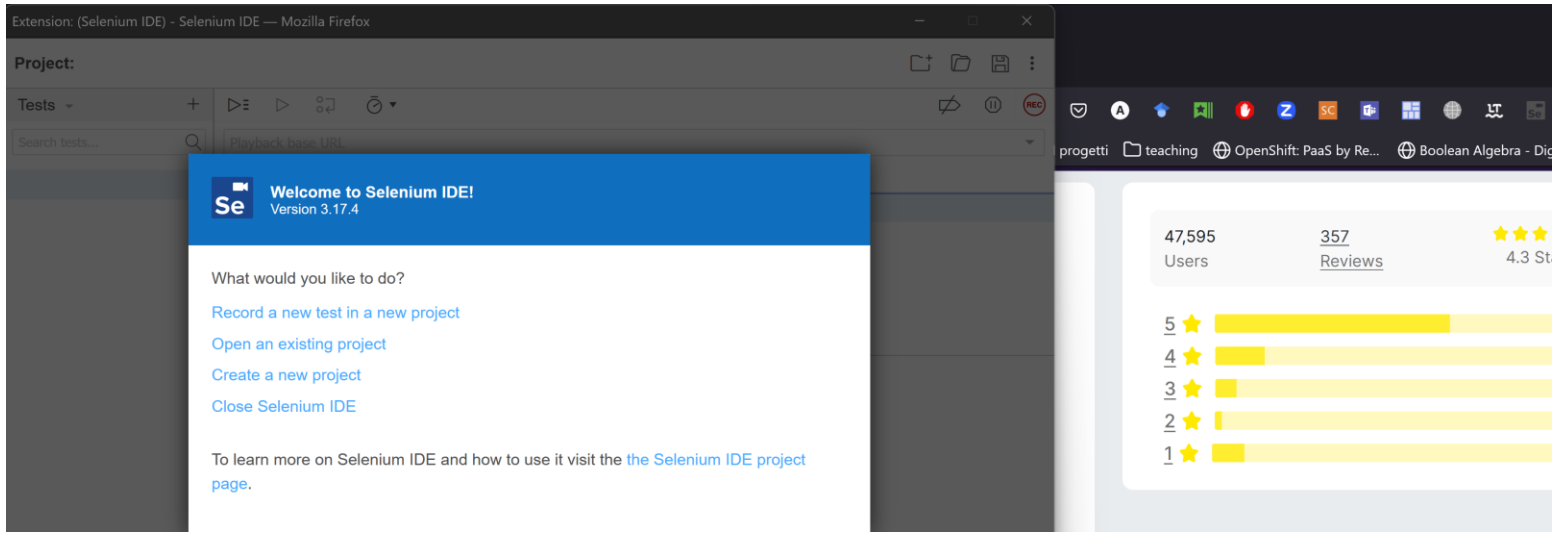 Extension: (Selenium IDE) - Selenium IDE — Mozilla Firefox
Project:
Tests
Search tests...
Playback base URL
REC
Se
Welcome to Selenium IDE!
Version 3.17.4
What would you like to do?
Record a new test in a new project
Open an existing project
Create a new project
Close Selenium IDE
To learn more on Selenium IDE and how to use it visit the the Selenium IDE project
page.
A Z SC
progetti teaching OpenShift: PaaS by Re... Boolean Algebra - Dig
47,595 357
Users Reviews 4.3 St
5
4
3
2
1